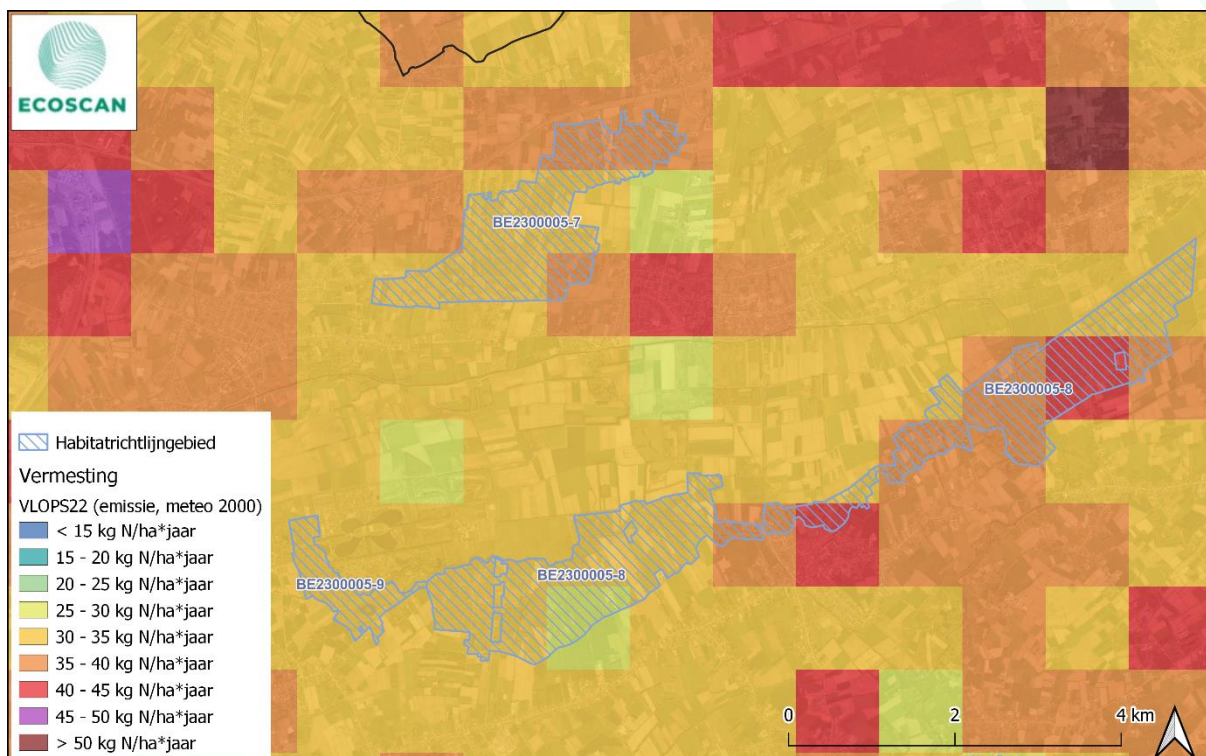 ECOSCAN
BE2300005-7
BE2300005-8
BE2300005-9
BE2300005-8
Habitatrichtlijngebied
Vermesting
VLOPS22 (emissie, meteo 2000)
< 15 kg N/ha*jaar
15 - 20 kg N/ha*jaar
20 - 25 kg N/ha*jaar
25 - 30 kg N/ha*jaar
30 - 35 kg N/ha*jaar
35 - 40 kg N/ha*jaar
40 - 45 kg N/ha*jaar
45 - 50 kg N/ha*jaar
> 50 kg N/ha*jaar
0 2 4 km